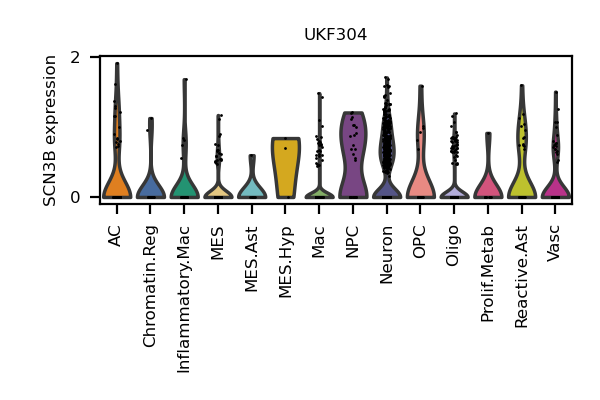 UKF304
SCN3B expression
2
0
AC
Chromatin.Reg
Inflammatory.Mac
MES
MES.Ast
MES.Hyp
Mac
NPC
Neuron
OPC
Oligo
Prolif.Metab
Reactive.Ast
Vasc